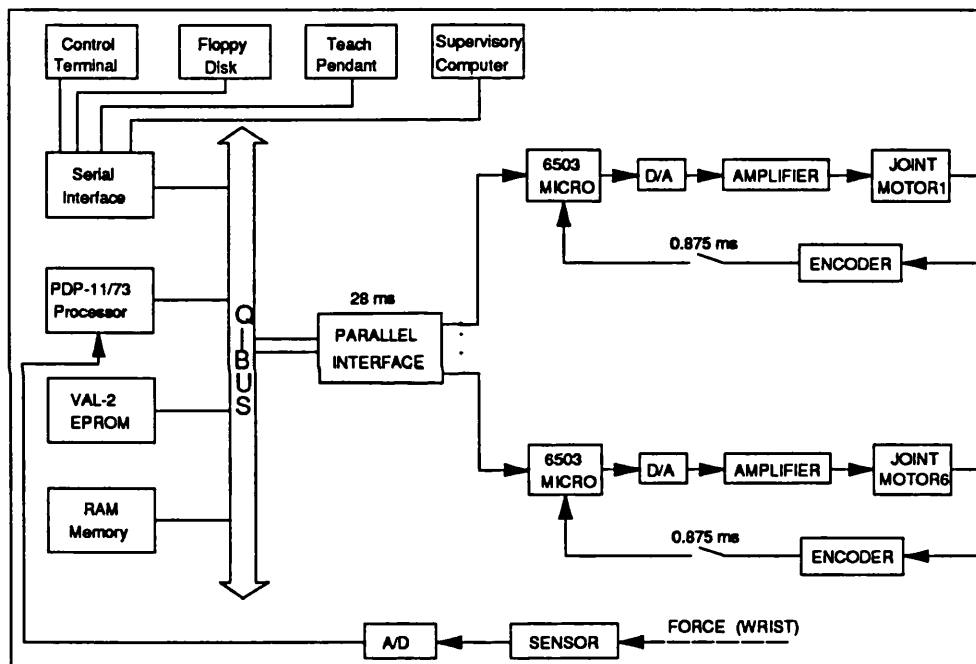 Control
Terminal
Floppy
Disk
Teach
Pendant
Supervisory
Computer
Serial
Interface
PDP-11/73
Processor
VAL-2
EPROM
RAM
Memory
Q-BUS
28 ms
PARALLEL
INTERFACE
6503
MICRO
D/A
AMPLIFIER
JOINT
MOTOR1
0.875 ms
ENCODER
6503
MICRO
D/A
AMPLIFIER
JOINT
MOTOR6
0.875 ms
ENCODER
A/D
SENSOR
FORCE (WRIST)